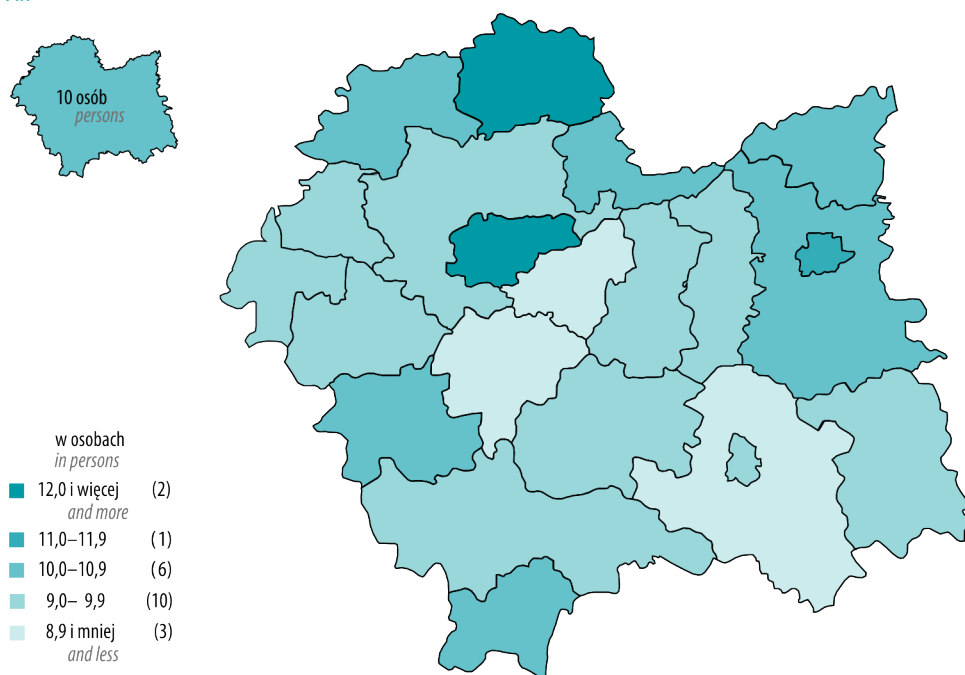 10 osób
persons
w osobach
in persons
12,0 i więcej (2)
and more
11,0–11,9 (1)
10,0–10,9 (6)
9,0– 9,9 (10)
8,9 i mniej (3)
and less